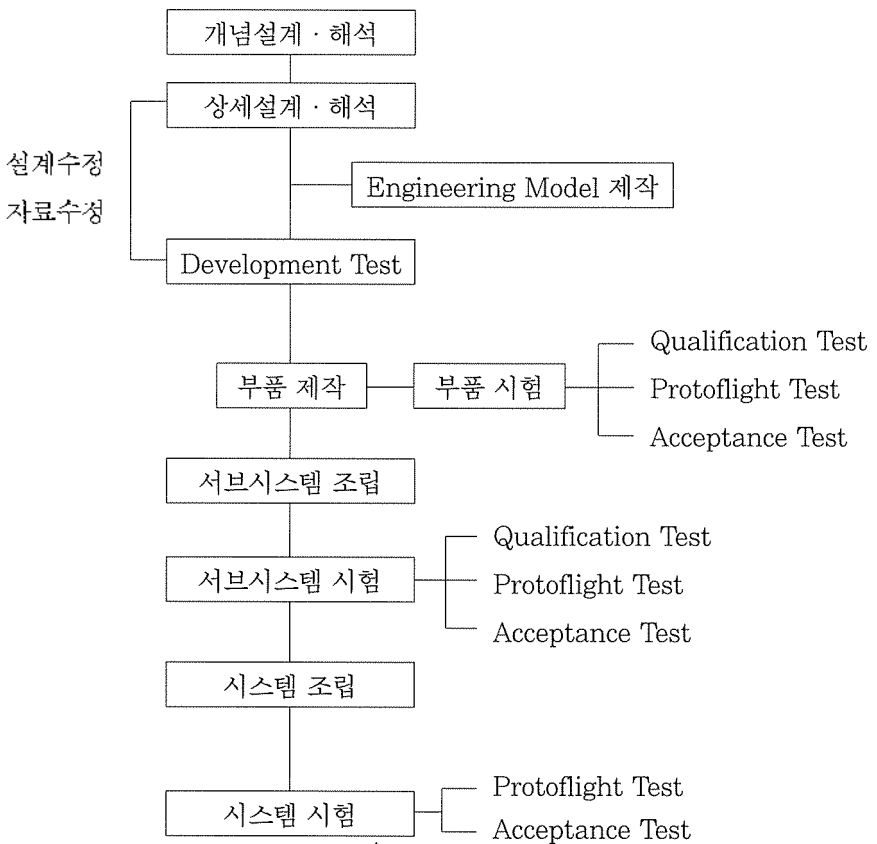 개념설계 · 해석
상세설계 · 해석
설계수정
자료수정
Engineering Model 제작
Development Test
부품 제작
부품 시험
Qualification Test
Protoflight Test
Acceptance Test
서브시스템 조립
서브시스템 시험
Qualification Test
Protoflight Test
Acceptance Test
시스템 조립
시스템 시험
Protoflight Test
Acceptance Test